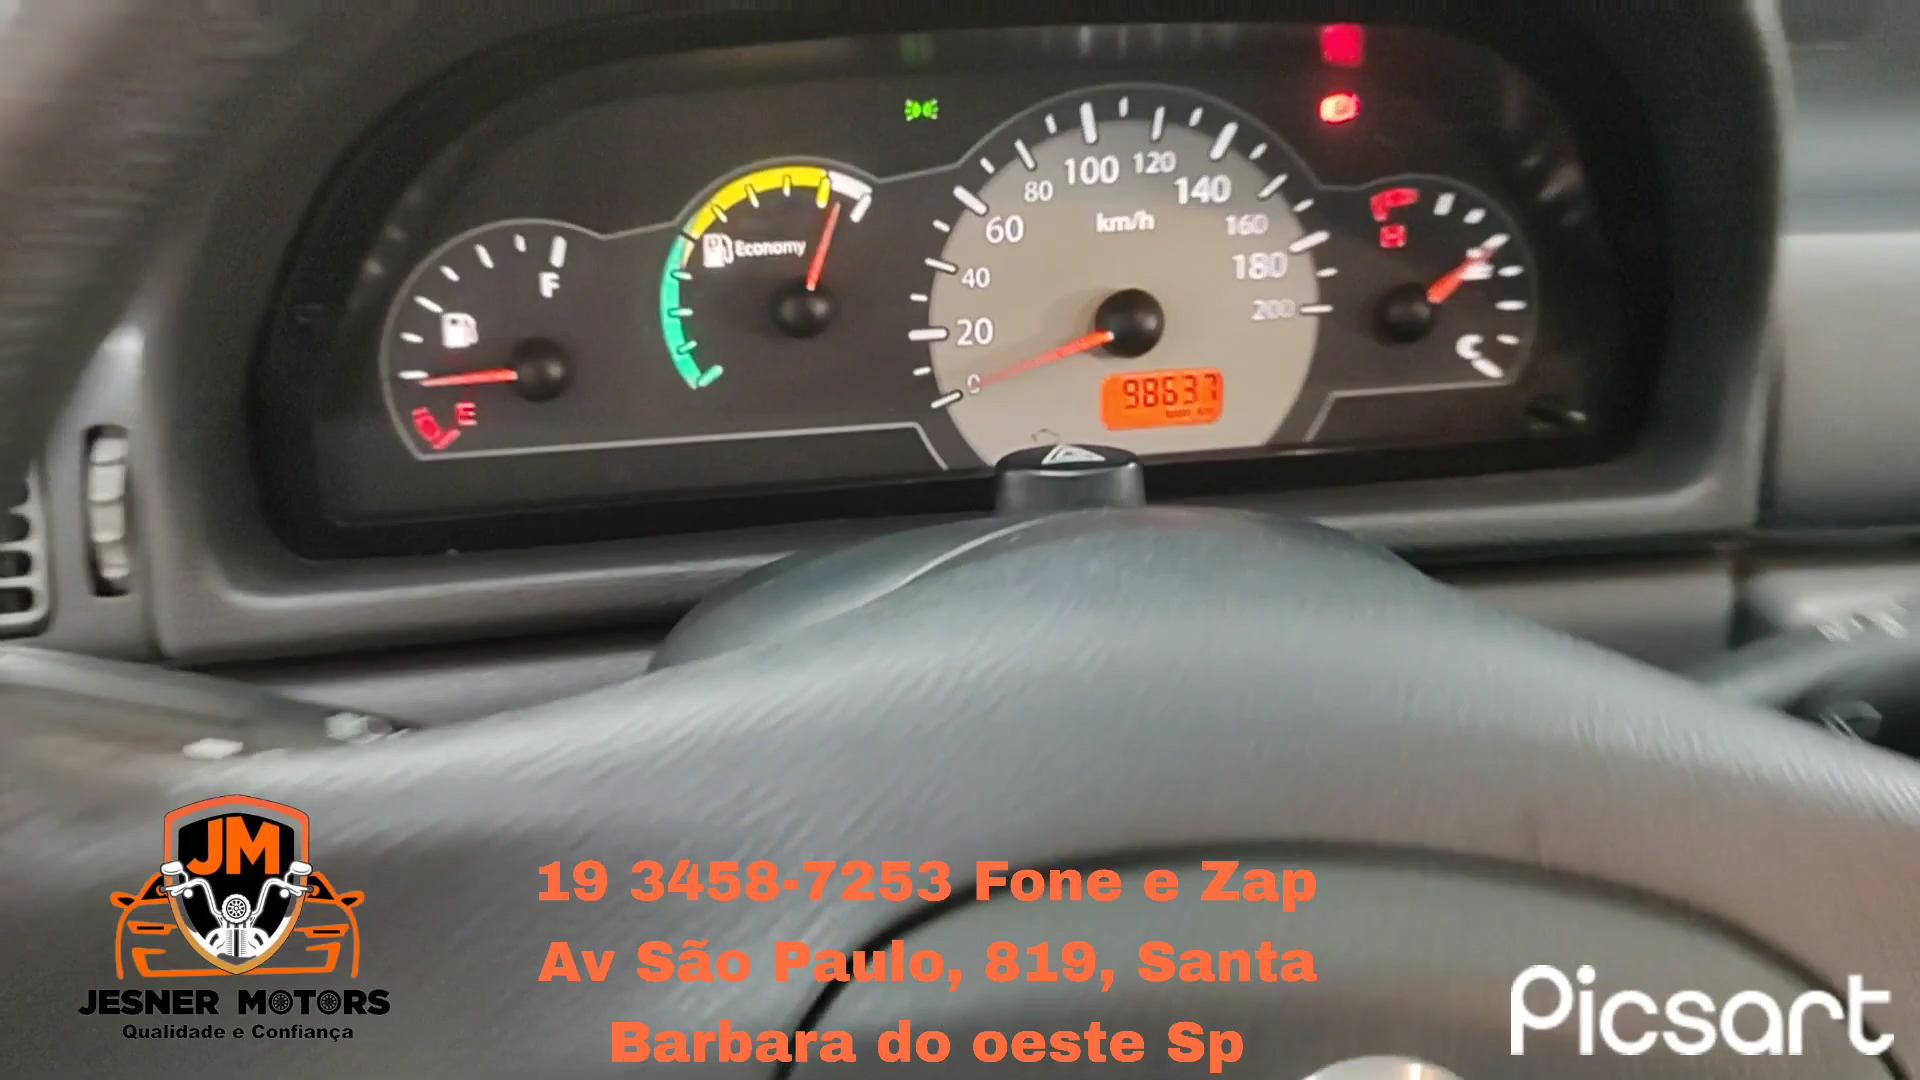 80
100
120
140
60
km/h
160
Economy
F
40
180
200
20
0
98637
E
C
JM
JESNER MOTORS
Qualidade e Confiança
19 3458-7253 Fone e Zap
Av São Paulo, 819, Santa
Barbara do oeste Sp
Picsart